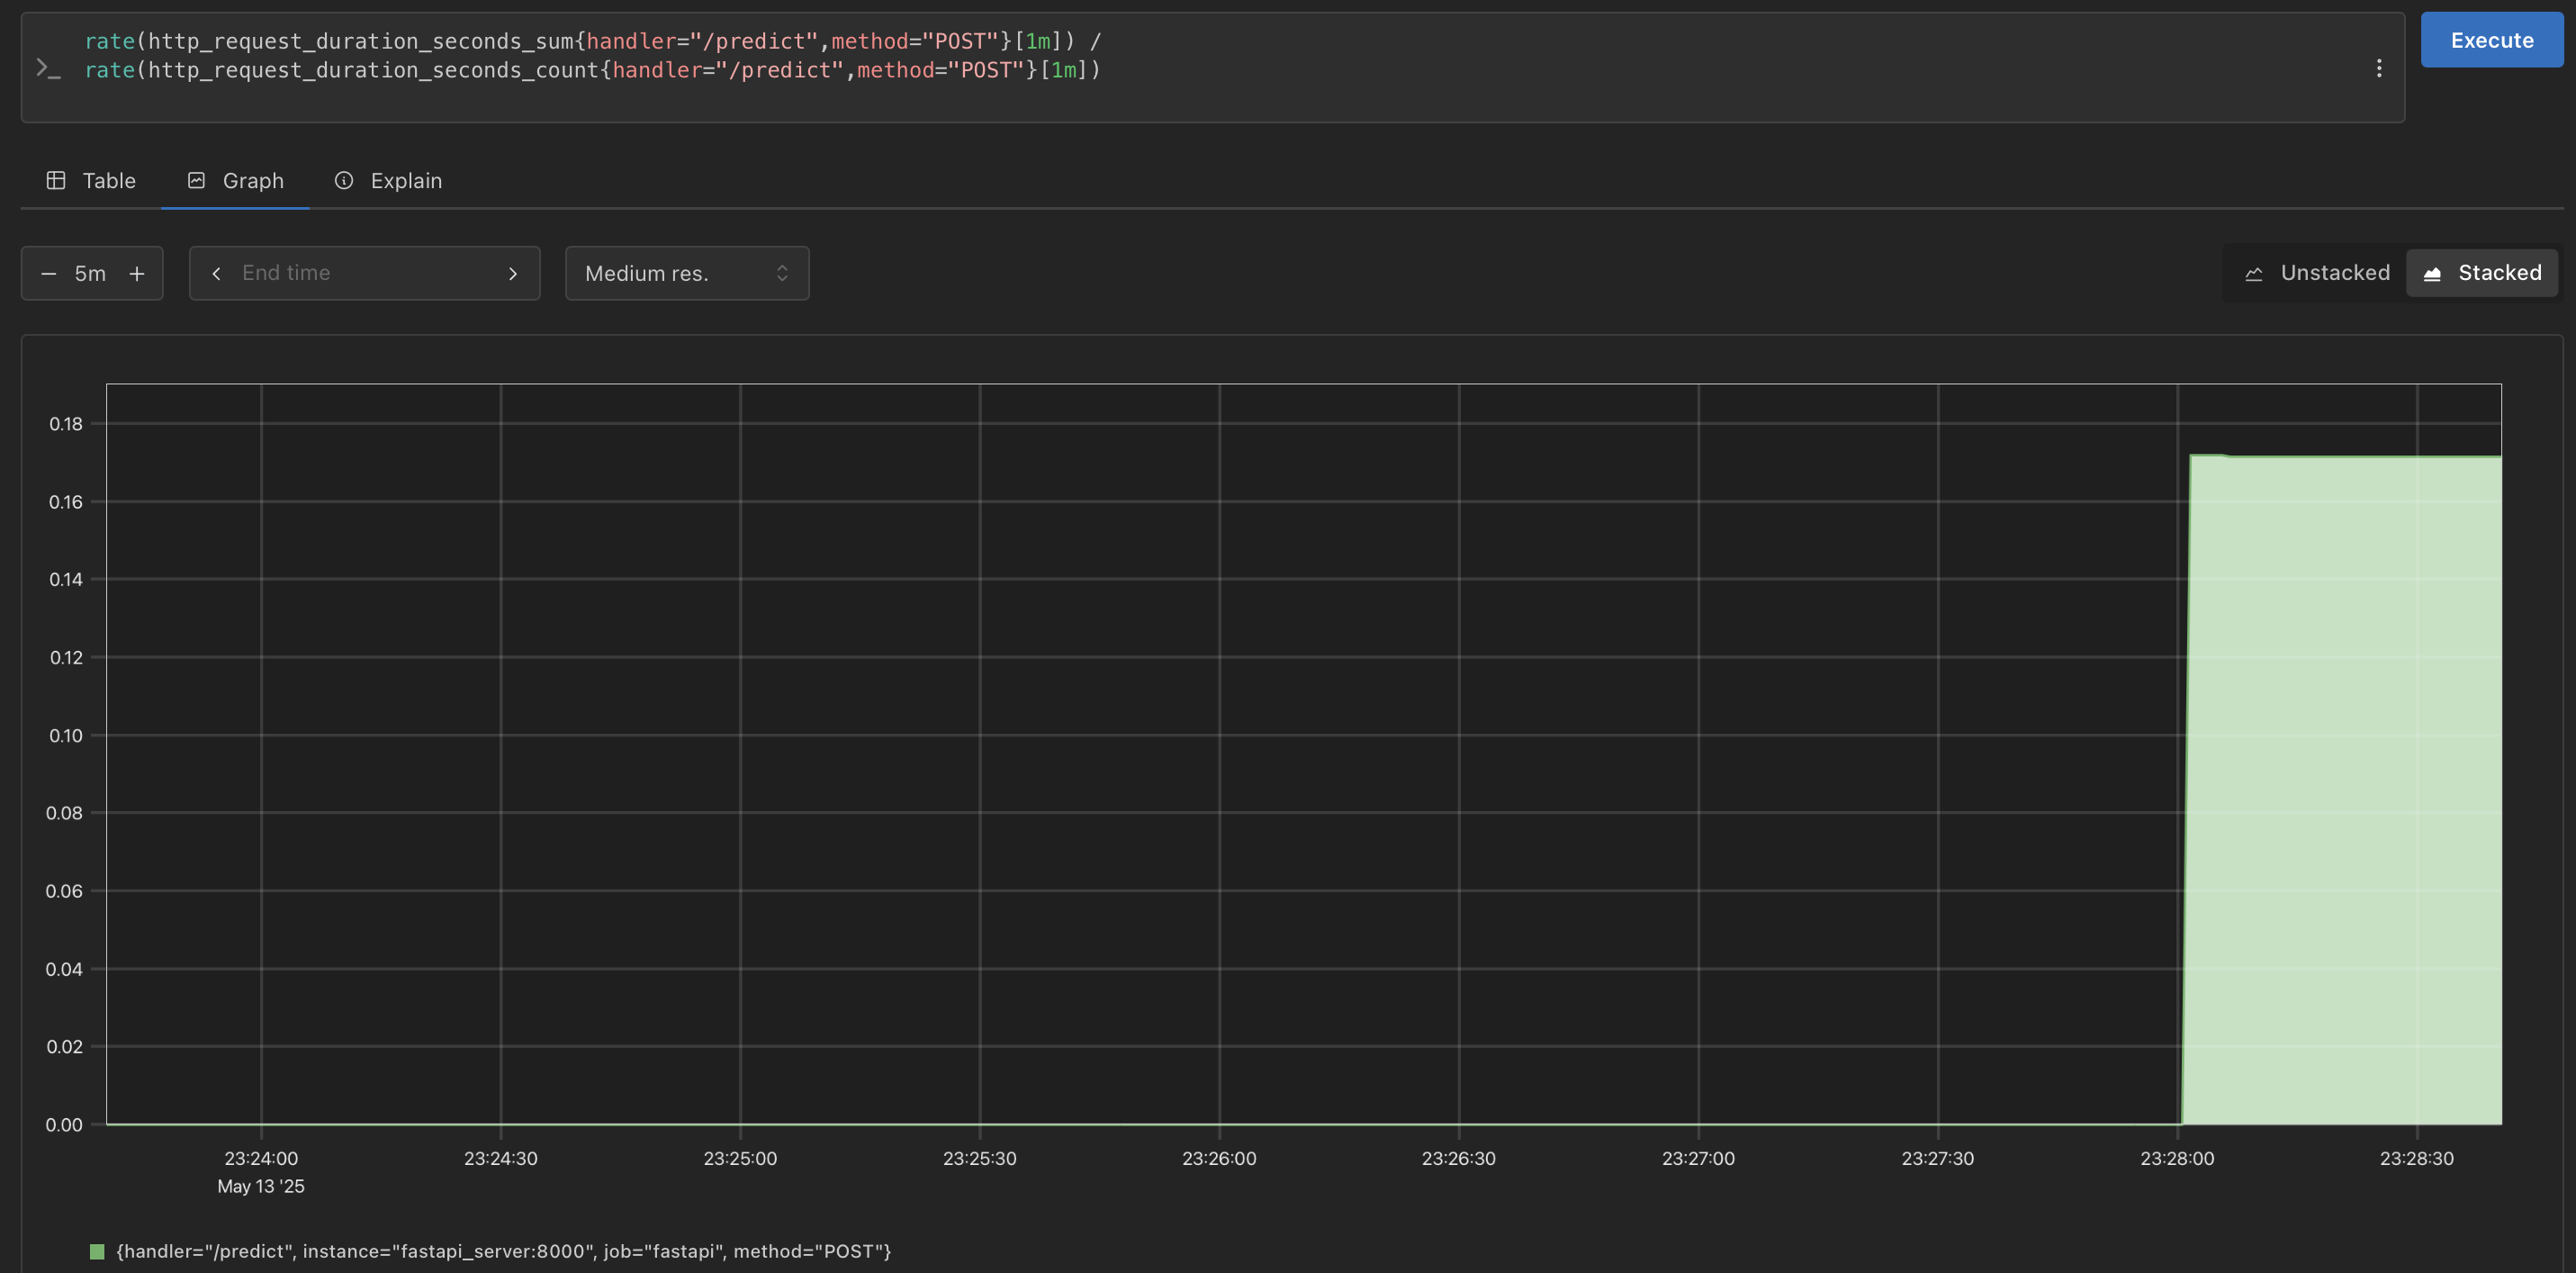 rate(http_request_duration_seconds_sum{handler="/predict",method="POST"}[1m]) /
rate(http_request_duration_seconds_count{handler="/predict",method="POST"}[1m])
Execute
Table Graph Explain
5m End time Medium res. Unstacked Stacked
0.18
0.16
0.14
0.12
0.10
0.08
0.06
0.04
0.02
0.00
23:24:00 23:24:30 23:25:00 23:25:30 23:26:00 23:26:30 23:27:00 23:27:30 23:28:00 23:28:30
May 13 '25
{handler="/predict", instance="fastapi_server:8000", job="fastapi", method="POST"}